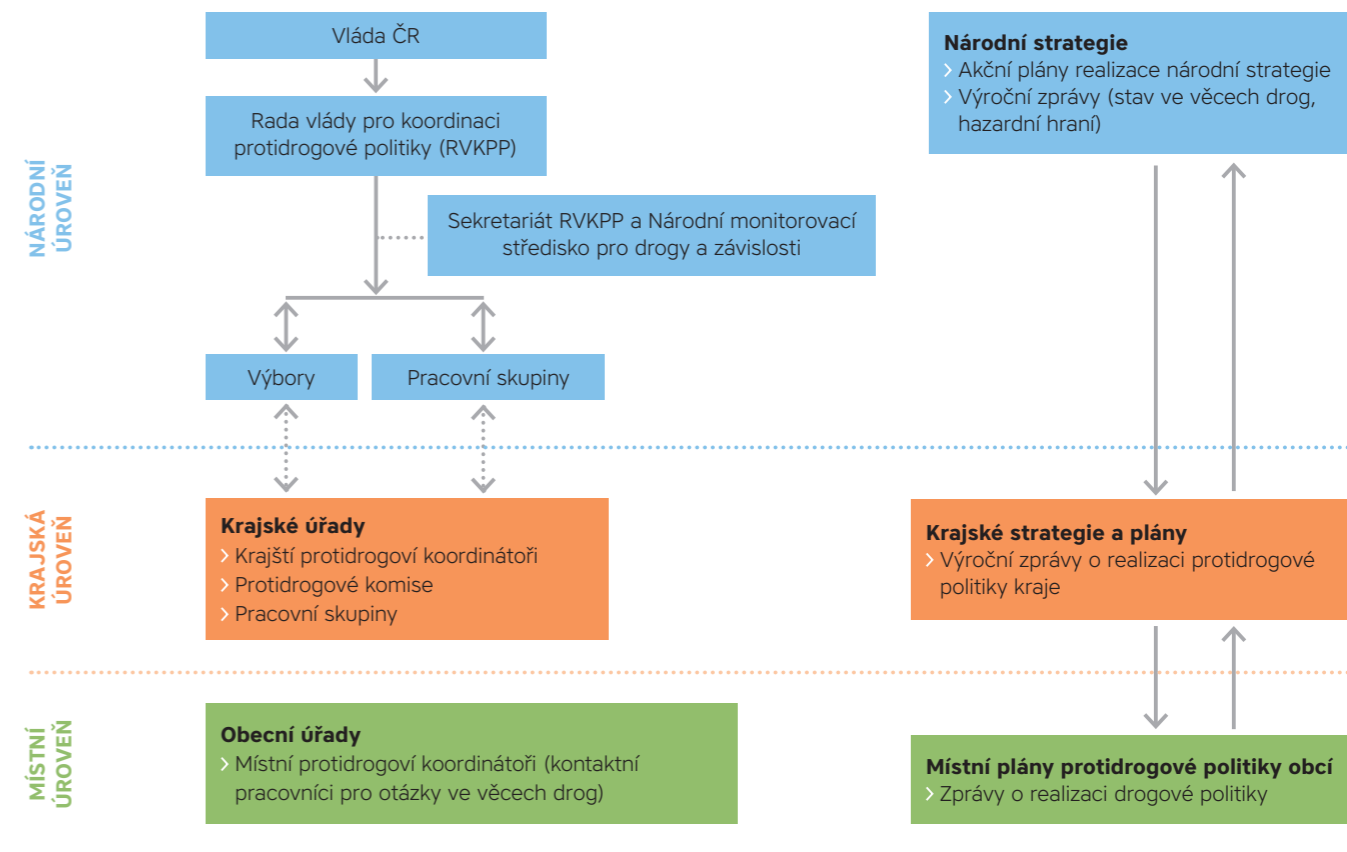 NÁRODNÍ
ÚROVEŇ
Vláda ČR
Rada vlády pro koordinaci
protidrogové politiky (RVKPP)
Sekretariát RVKPP a Národní monitorovací
středisko pro drogy a závislosti
Výbory
Pracovní skupiny
Národní strategie
> Akční plány realizace národní strategie
> Výroční zprávy (stav ve věcech drog,
hazardní hraní)
KRAJSKÁ
ÚROVEŇ
Krajské úřady
> Krajští protidrogoví koordinátoři
> Protidrogové komise
> Pracovní skupiny
Krajské strategie a plány
> Výroční zprávy o realizaci protidrogové
politiky kraje
MÍSTNÍ
ÚROVEŇ
Obecní úřady
> Místní protidrogoví koordinátoři (kontaktní
pracovníci pro otázky ve věcech drog)
Místní plány protidrogové politiky obcí
> Zprávy o realizaci drogové politiky